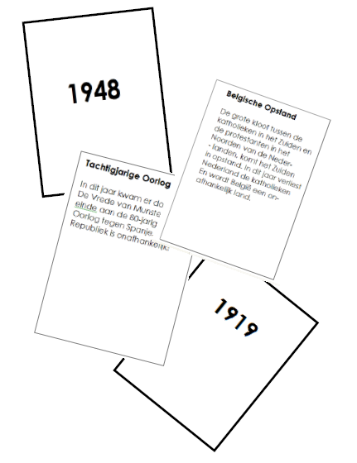 1948
Belgische Opstand
De grote kloof tussen de
katholieken in het Zuiden en
de protestanten in het
Noorden van de Neder-
- landen, komt het Zuiden
in opstand. In dit jaar verliest
Nederland de katholieken
En wordt België een on-
afhankelijk land.
Tachtigjarige Oorlog
In dit jaar kwam er do
De Vrede van Munste
einde aan de 80-jarig
Oorlog tegen Spanje.
Republiek is onafhankelijk
1919